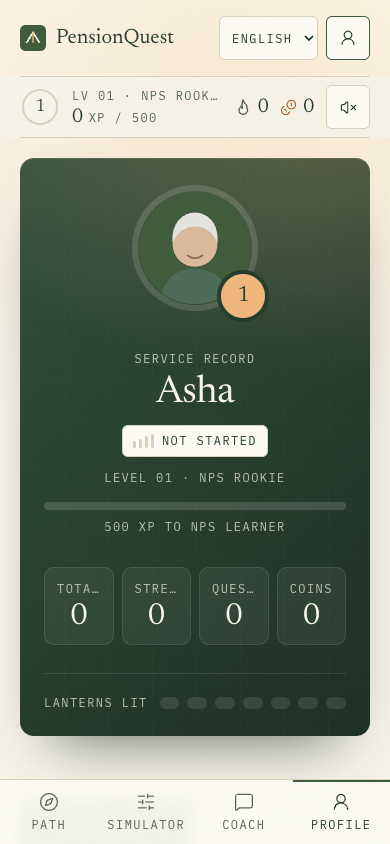 PensionQuest
ENGLISH
1
LV 01 · NPS ROOK…
0 XP / 500
0
0
1
SERVICE RECORD
Asha
NOT STARTED
LEVEL 01 · NPS ROOKIE
500 XP TO NPS LEARNER
TOTA… STRE… QUES… COINS
0 0 0 0
LANTERNS LIT
PATH SIMULATOR COACH PROFILE